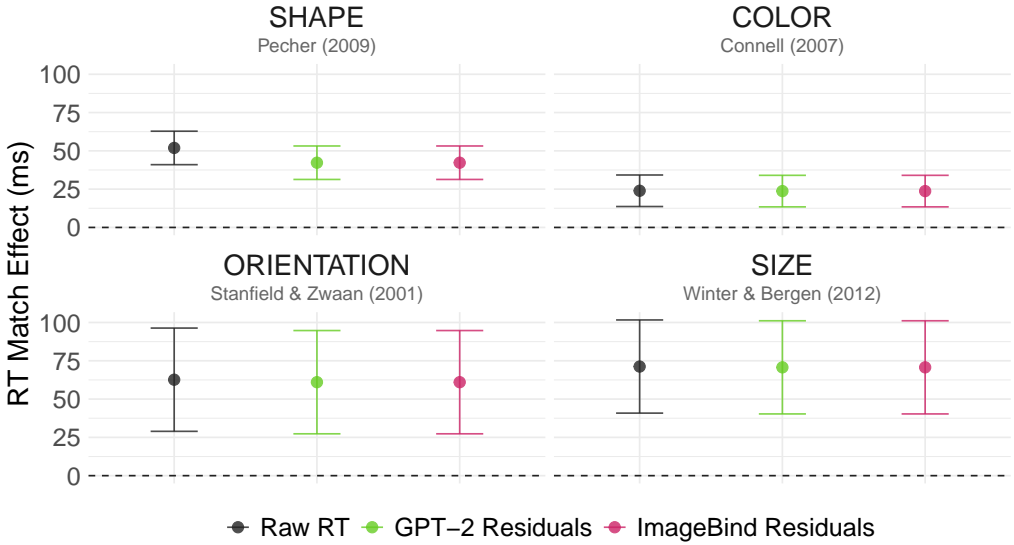 SHAPE
Pecher (2009)
COLOR
Connell (2007)
100
75
50
25
0
RT Match Effect (ms)
ORIENTATION
Stanfield & Zwaan (2001)
SIZE
Winter & Bergen (2012)
100
75
50
25
0
Raw RT GPT−2 Residuals ImageBind Residuals